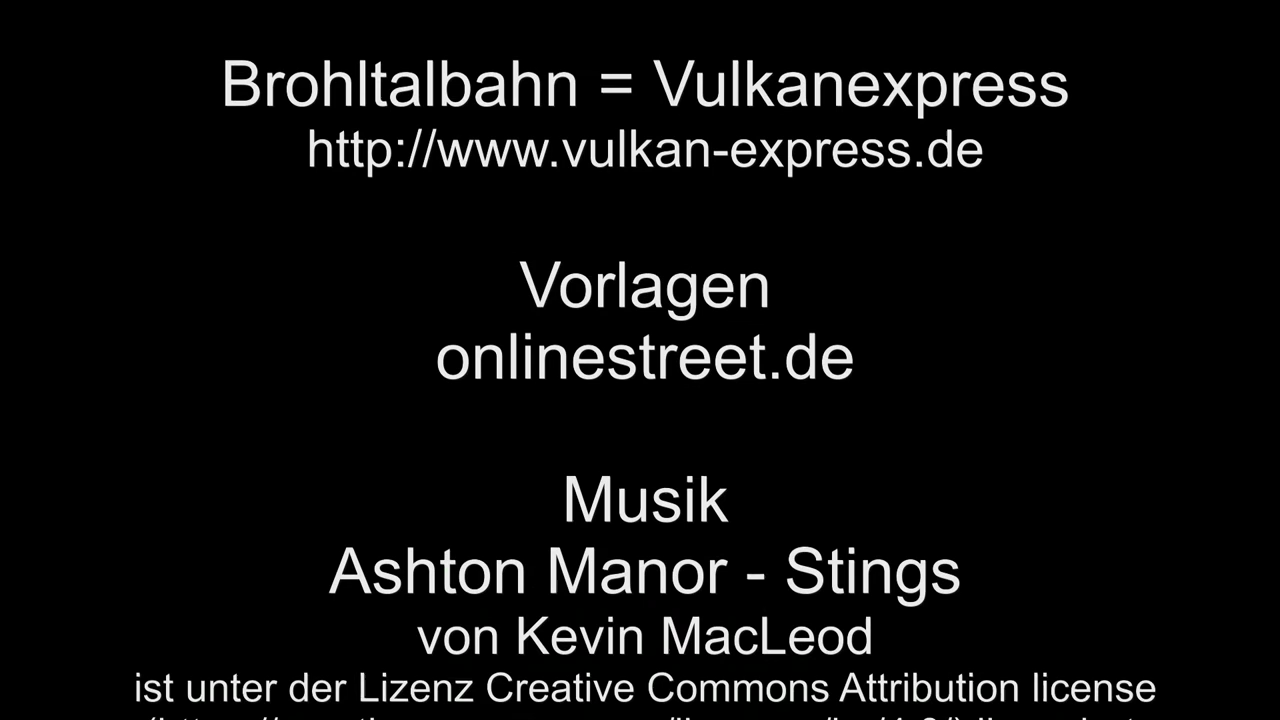 Brohltalbahn = Vulkanexpress
http://www.vulkan-express.de
Vorlagen
onlinestreet.de
Musik
Ashton Manor - Stings
von Kevin MacLeod
ist unter der Lizenz Creative Commons Attribution license